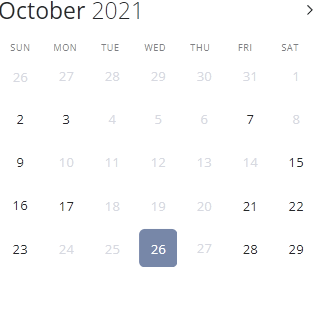 October 2021
SUN MON TUE WED THU FRI SAT
26 27 28 29 30 31 1
2 3 4 5 6 7 8
9 10 11 12 13 14 15
16 17 18 19 20 21 22
23 24 25 26 27 28 29